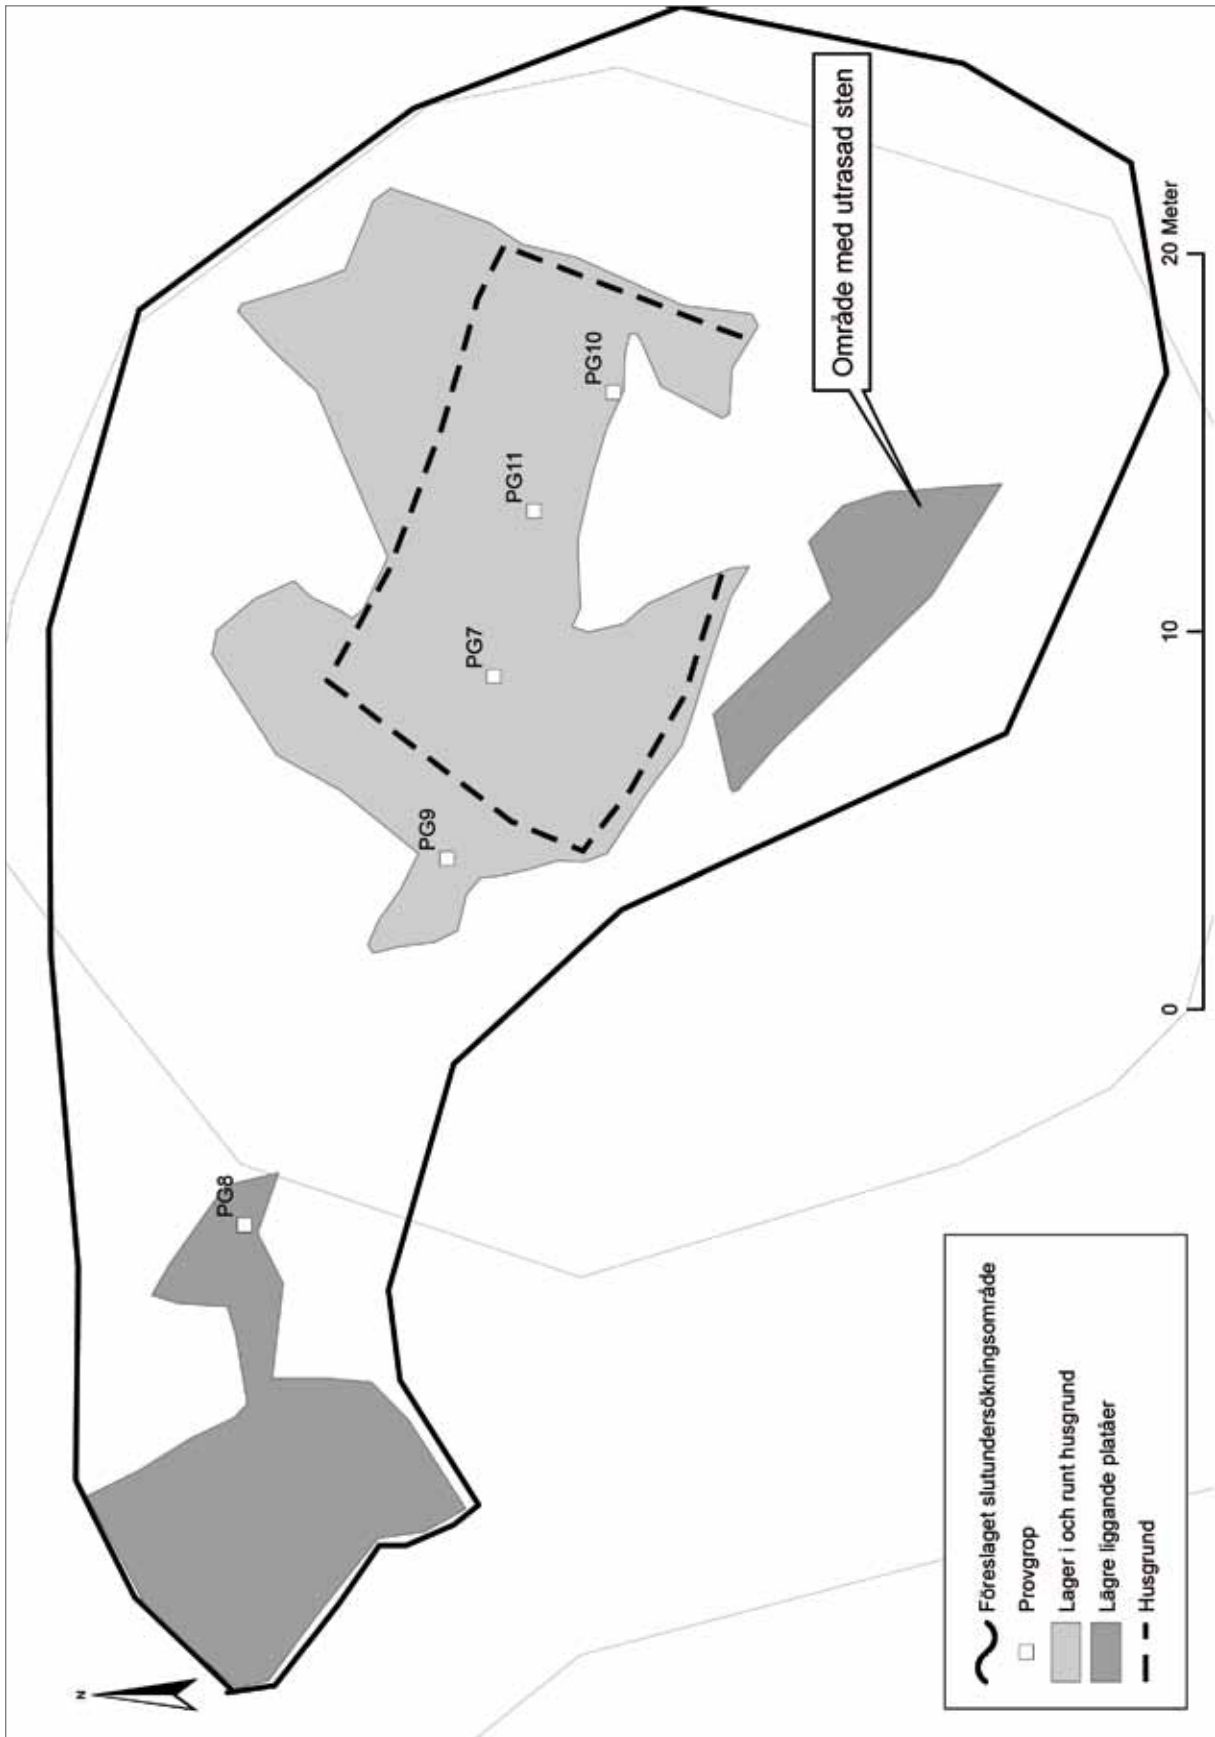 N
PG8
PG9
PG7
PG11
PG10
Område med utrasad sten
Föreslaget slutundersökningsområde
Provgrop
Lager i och runt husgrund
Lägre liggande platåer
Husgrund
0
10
20 Meter